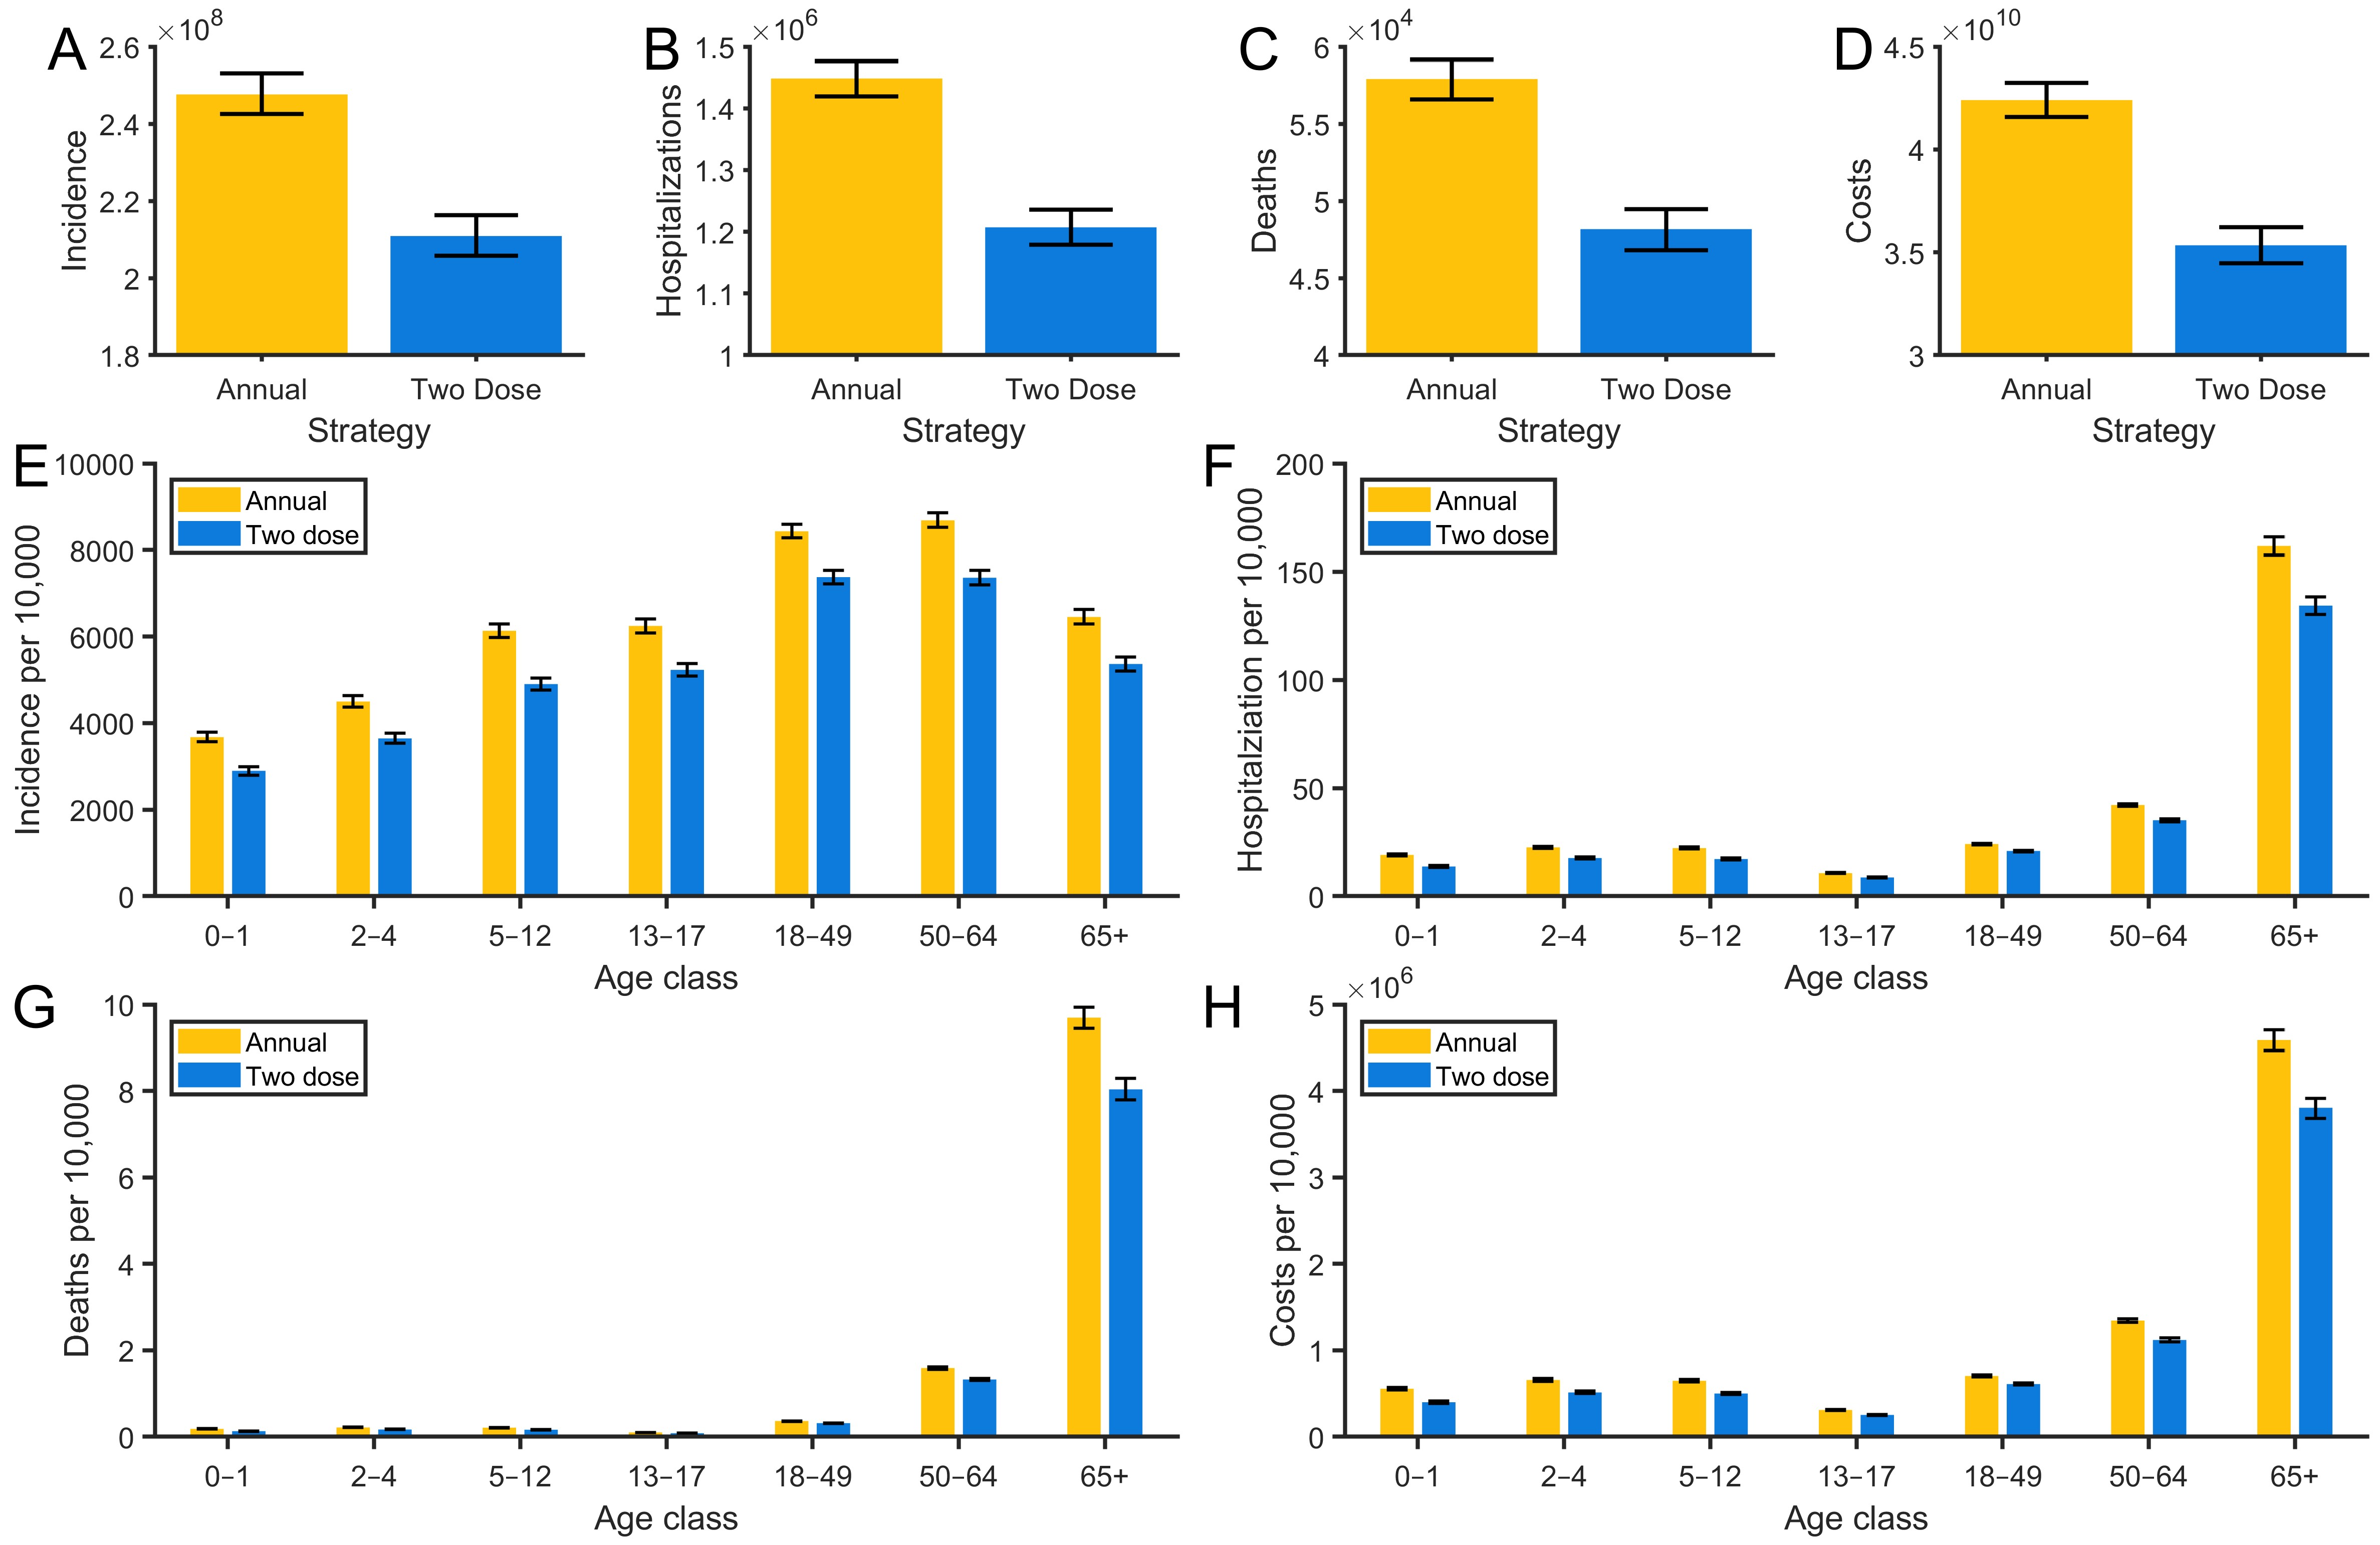 A
×10^8
Incidence
2.6
2.4
2.2
2
1.8
Annual
Two Dose
Strategy
B
×10^6
Hospitalizations
1.5
1.4
1.3
1.2
1.1
1
Annual
Two Dose
Strategy
C
×10^4
Deaths
6
5.5
5
4.5
4
Annual
Two Dose
Strategy
D
×10^10
Costs
4.5
4
3.5
3
Annual
Two Dose
Strategy
E
Incidence per 10,000
10000
8000
6000
4000
2000
0
Annual
Two dose
0–1
2–4
5–12
13–17
18–49
50–64
65+
Age class
F
Hospitalziation per 10,000
200
150
100
50
0
Annual
Two dose
0–1
2–4
5–12
13–17
18–49
50–64
65+
Age class
G
Deaths per 10,000
10
8
6
4
2
0
Annual
Two dose
0–1
2–4
5–12
13–17
18–49
50–64
65+
Age class
H
×10^6
Costs per 10,000
5
4
3
2
1
0
Annual
Two dose
0–1
2–4
5–12
13–17
18–49
50–64
65+
Age class